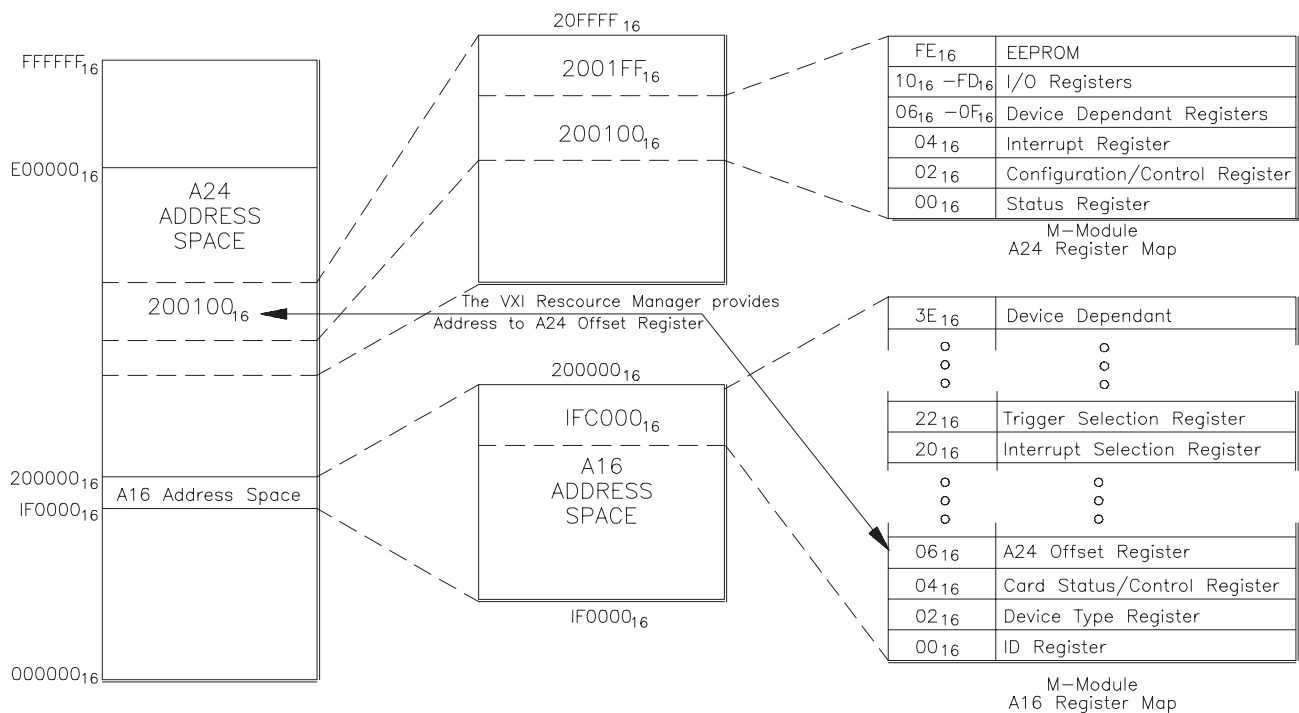 FFFFFF₁₆
E00000₁₆
A24
ADDRESS
SPACE
200100₁₆
200000₁₆
A16 Address Space
IF0000₁₆
000000₁₆
20FFFF₁₆
2001FF₁₆
200100₁₆
The VXI Rescource Manager provides
Address to A24 Offset Register
200000₁₆
IFC000₁₆
A16
ADDRESS
SPACE
IF0000₁₆
FE₁₆ EEPROM
10₁₆ –FD₁₆ I/O Registers
06₁₆ –0F₁₆ Device Dependant Registers
04₁₆ Interrupt Register
02₁₆ Configuration/Control Register
00₁₆ Status Register
M–Module
A24 Register Map
3E₁₆ Device Dependant
22₁₆ Trigger Selection Register
20₁₆ Interrupt Selection Register
06₁₆ A24 Offset Register
04₁₆ Card Status/Control Register
02₁₆ Device Type Register
00₁₆ ID Register
M–Module
A16 Register Map